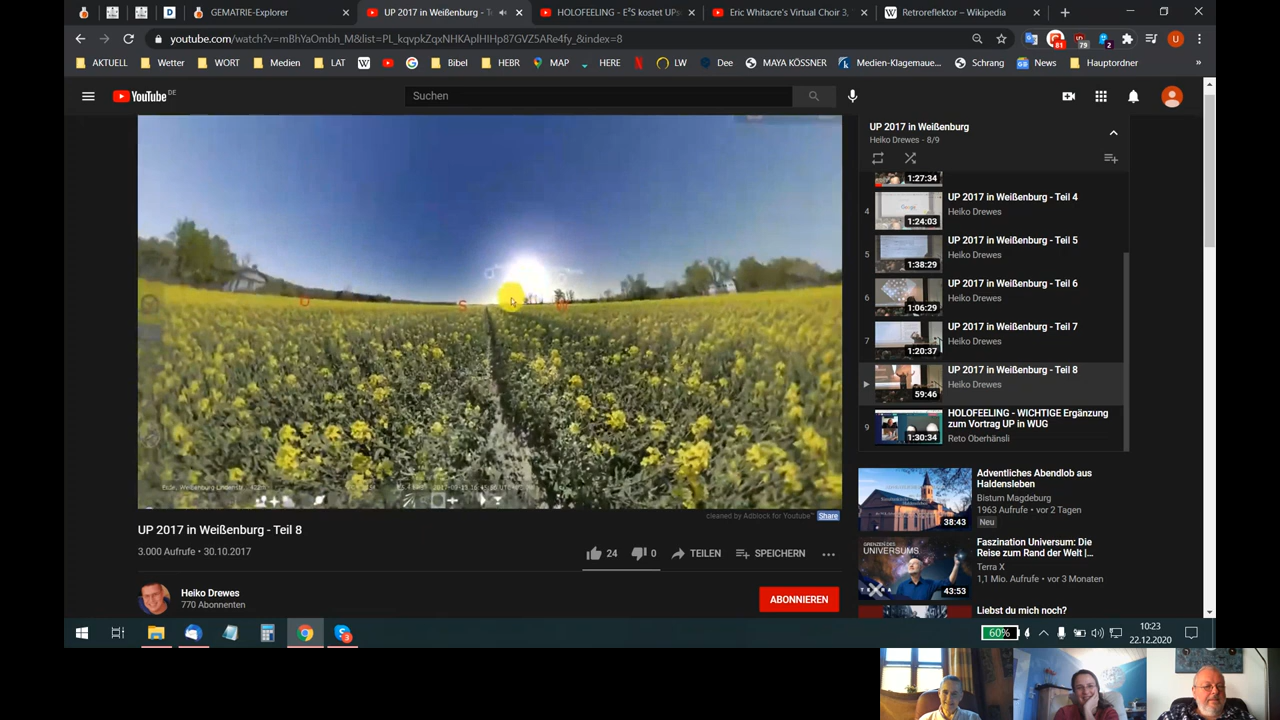 GEMATRIE-Explorer
UP 2017 in Weißenburg - T
HOLOFEELING - E²S kostet UPs
Eric Whitacre's Virtual Choir 3,
Retroreflektor – Wikipedia
youtube.com/watch?v=mBhYaOmbh_M&list=PL_kqvpkZqxNHKAplHIHp87GVZ5ARe4fy_&index=8
81
79
2
U
AKTUELL
Wetter
WORT
Medien
LAT
Bibel
HEBR
MAP
HERE
LW
Dee
MAYA KÖSSNER
Medien-Klagemaue...
Schrang
News
Hauptordner
»
YouTube DE
Suchen
UP 2017 in Weißenburg
Heiko Drewes - 8/9
1:27:34
4
UP 2017 in Weißenburg - Teil 4
Heiko Drewes
1:24:03
5
UP 2017 in Weißenburg - Teil 5
Heiko Drewes
1:38:29
6
UP 2017 in Weißenburg - Teil 6
Heiko Drewes
1:06:29
7
UP 2017 in Weißenburg - Teil 7
Heiko Drewes
1:20:37
UP 2017 in Weißenburg - Teil 8
Heiko Drewes
59:46
9
HOLOFEELING - WICHTIGE Ergänzung
zum Vortrag UP in WUG
Reto Oberhänsli
1:30:34
S
cleaned by Adblock for Youtube™
Share
UP 2017 in Weißenburg - Teil 8
3.000 Aufrufe • 30.10.2017
24
0
TEILEN
SPEICHERN
Heiko Drewes
770 Abonnenten
ABONNIEREN
Adventliches Abendlob aus
Haldensleben
Bistum Magdeburg
1963 Aufrufe • vor 2 Tagen
Neu
38:43
GRENZEN DES
UNIVERSUMS
Faszination Universum: Die
Reise zum Rand der Welt |...
Terra X
1,1 Mio. Aufrufe • vor 3 Monaten
43:53
Liebst du mich noch?
3
60%
10:23
22.12.2020